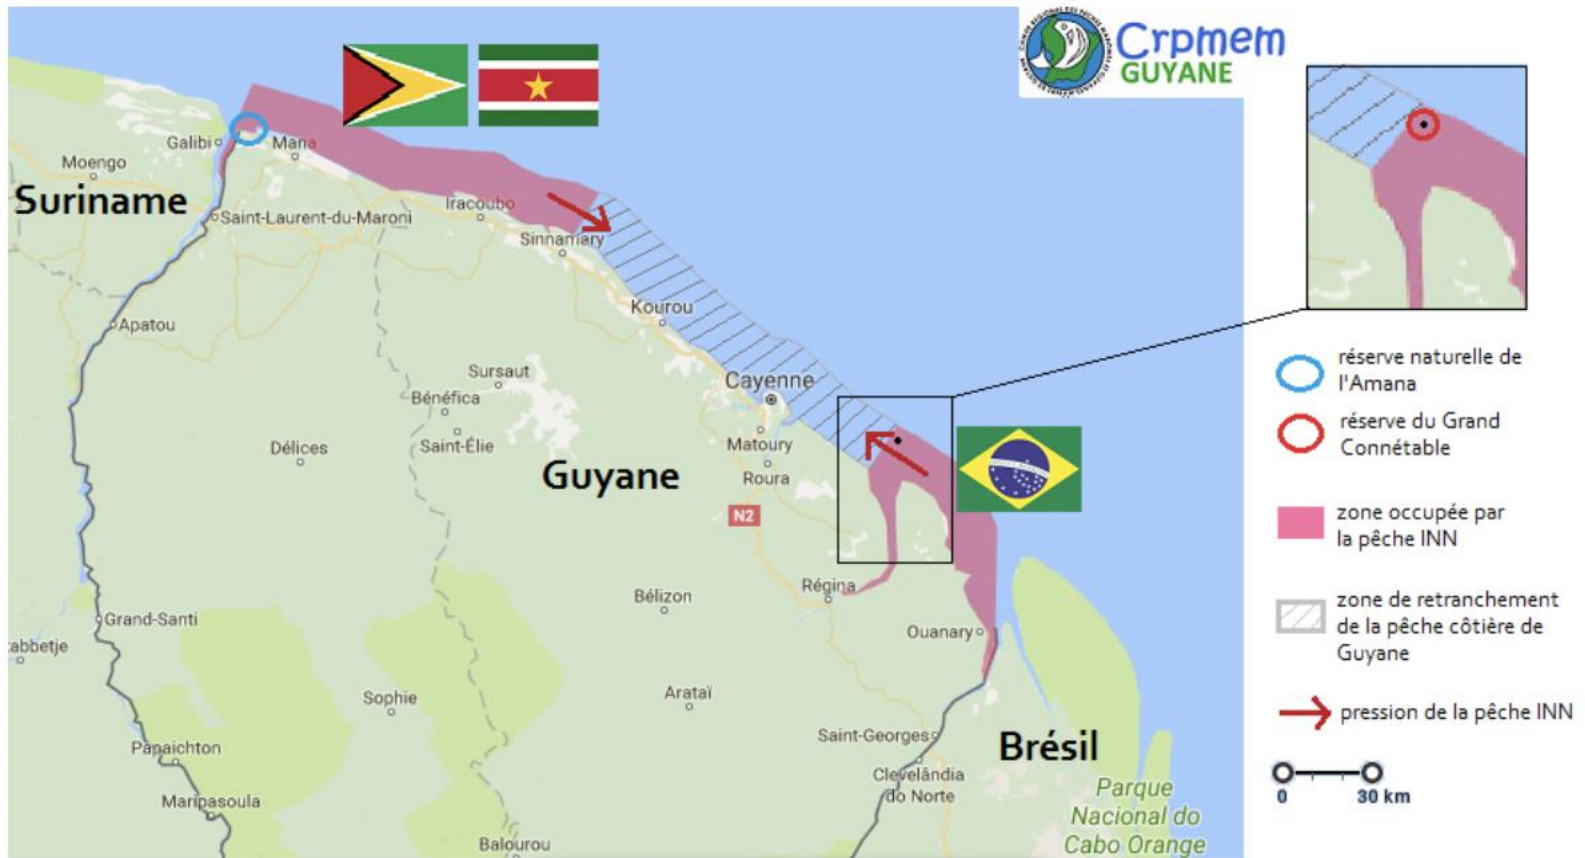 Crpmem
GUYANE
Galibi
Mana
Moengo
Suriname
Saint-Laurent-du-Maroni
Iracoubo
Sinnamary
Kourou
Apatou
Sursaut
Bénéfica
Saint-Élie
Cayenne
Délices
Matoury
Roura
Guyane
N2
Régina
Bélizon
Ouanary
Grand-Santi
abbetje
Sophie
Arataï
Saint-Georges
Brésil
Papaichton
Clevelândia
do Norte
Maripasoula
Balourou
Parque
Nacional do
Cabo Orange
réserve naturelle de
l'Amana
réserve du Grand
Connétable
zone occupée par
la pêche INN
zone de retranchement
de la pêche côtière de
Guyane
pression de la pêche INN
0 30 km